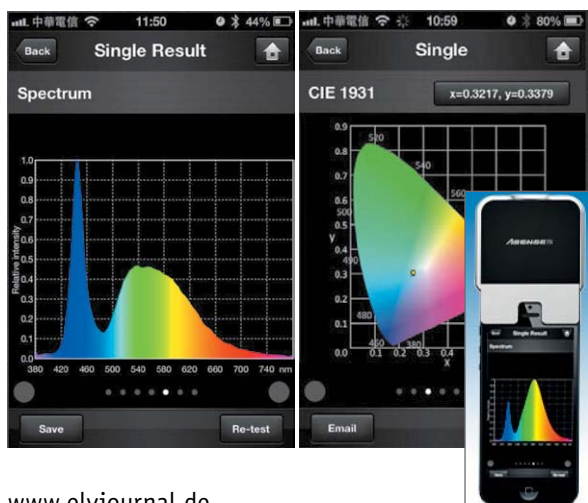 中華電信 11:50 44%
Back Single Result
Spectrum
Relative intensity
1.0
0.9
0.8
0.7
0.6
0.5
0.4
0.3
0.2
0.1
0.0
380 420 460 500 540 580 620 660 700 740 nm
Save Re-test
中華電信 10:59 80%
Back Single
CIE 1931 x=0.3217, y=0.3379
0.9
0.8
0.7
0.6
0.5
0.4
0.3
0.2
0.1
0.0
y
520
540
560
500
490
480
460 380
0.1 0.2 0.3 0.4
x
Email
ASENSETEK
Single Result
Spectrum
www.elvjournal.de